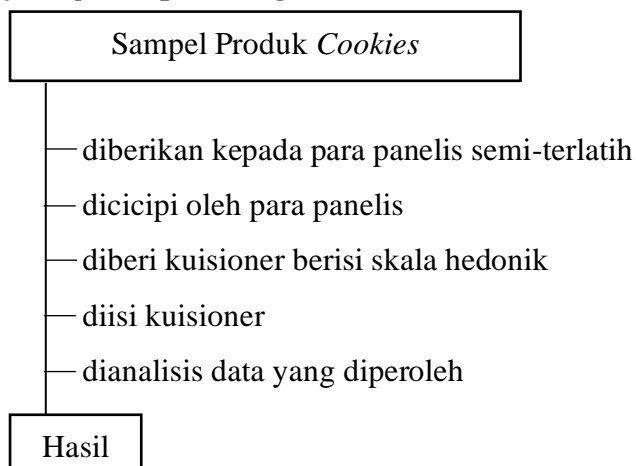 Sampel Produk Cookies
diberikan kepada para panelis semi-terlatih
dicicipi oleh para panelis
diberi kuisioner berisi skala hedonik
diisi kuisioner
dianalisis data yang diperoleh
Hasil